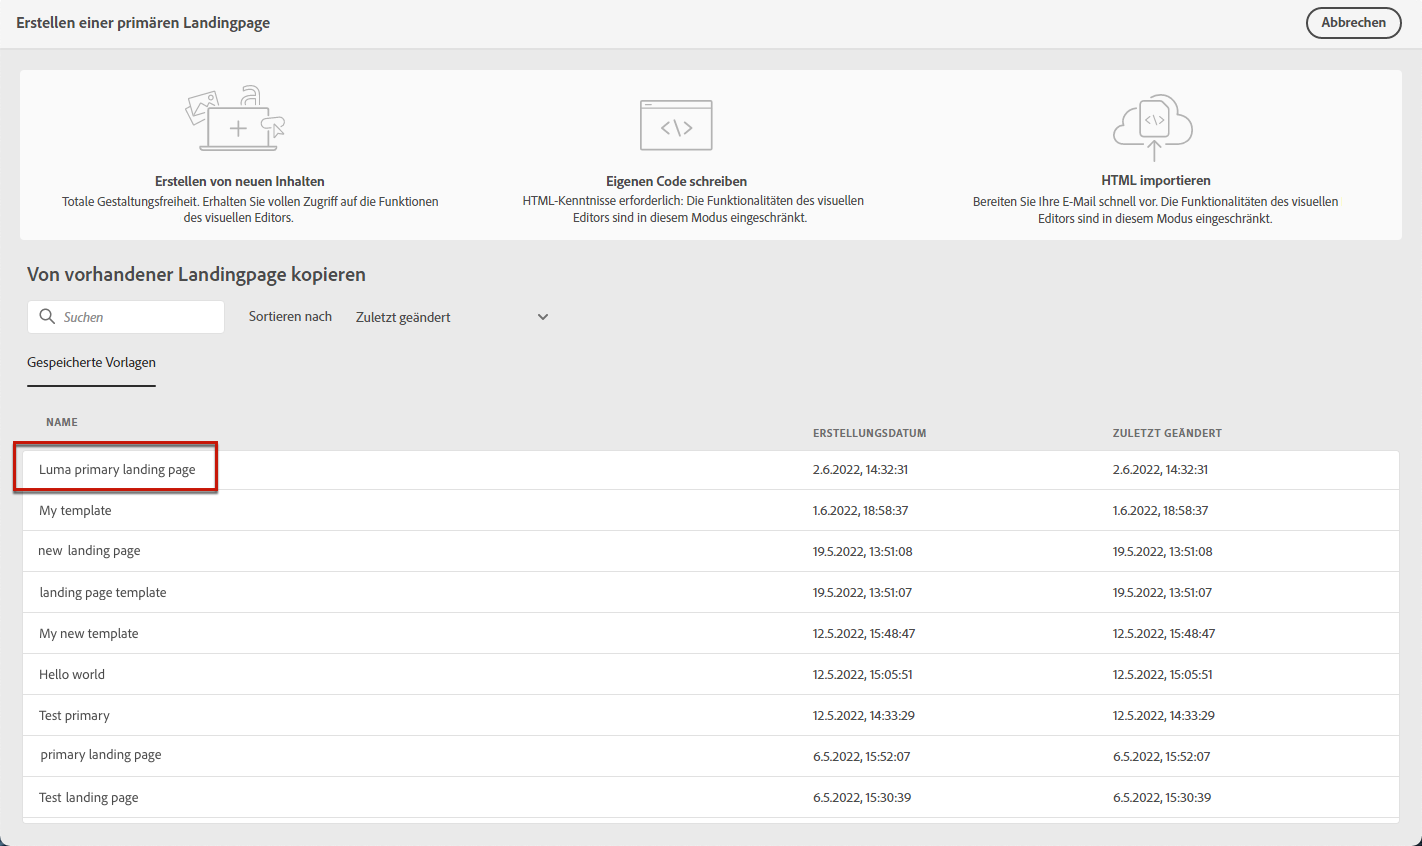 Erstellen einer primären Landingpage
Abbrechen
Erstellen von neuen Inhalten
Totale Gestaltungsfreiheit. Erhalten Sie vollen Zugriff auf die Funktionen
des visuellen Editors.
Eigenen Code schreiben
HTML-Kenntnisse erforderlich: Die Funktionalitäten des visuellen
Editors sind in diesem Modus eingeschränkt.
HTML importieren
Bereiten Sie Ihre E-Mail schnell vor. Die Funktionalitäten des visuellen
Editors sind in diesem Modus eingeschränkt.
Von vorhandener Landingpage kopieren
Suchen
Sortieren nach
Zuletzt geändert
Gespeicherte Vorlagen
NAME
ERSTELLUNGSDATUM
ZULETZT GEÄNDERT
Luma primary landing page
2.6.2022, 14:32:31
2.6.2022, 14:32:31
My template
1.6.2022, 18:58:37
1.6.2022, 18:58:37
new landing page
19.5.2022, 13:51:08
19.5.2022, 13:51:08
landing page template
19.5.2022, 13:51:07
19.5.2022, 13:51:07
My new template
12.5.2022, 15:48:47
12.5.2022, 15:48:47
Hello world
12.5.2022, 15:05:51
12.5.2022, 15:05:51
Test primary
12.5.2022, 14:33:29
12.5.2022, 14:33:29
primary landing page
6.5.2022, 15:52:07
6.5.2022, 15:52:07
Test landing page
6.5.2022, 15:30:39
6.5.2022, 15:30:39